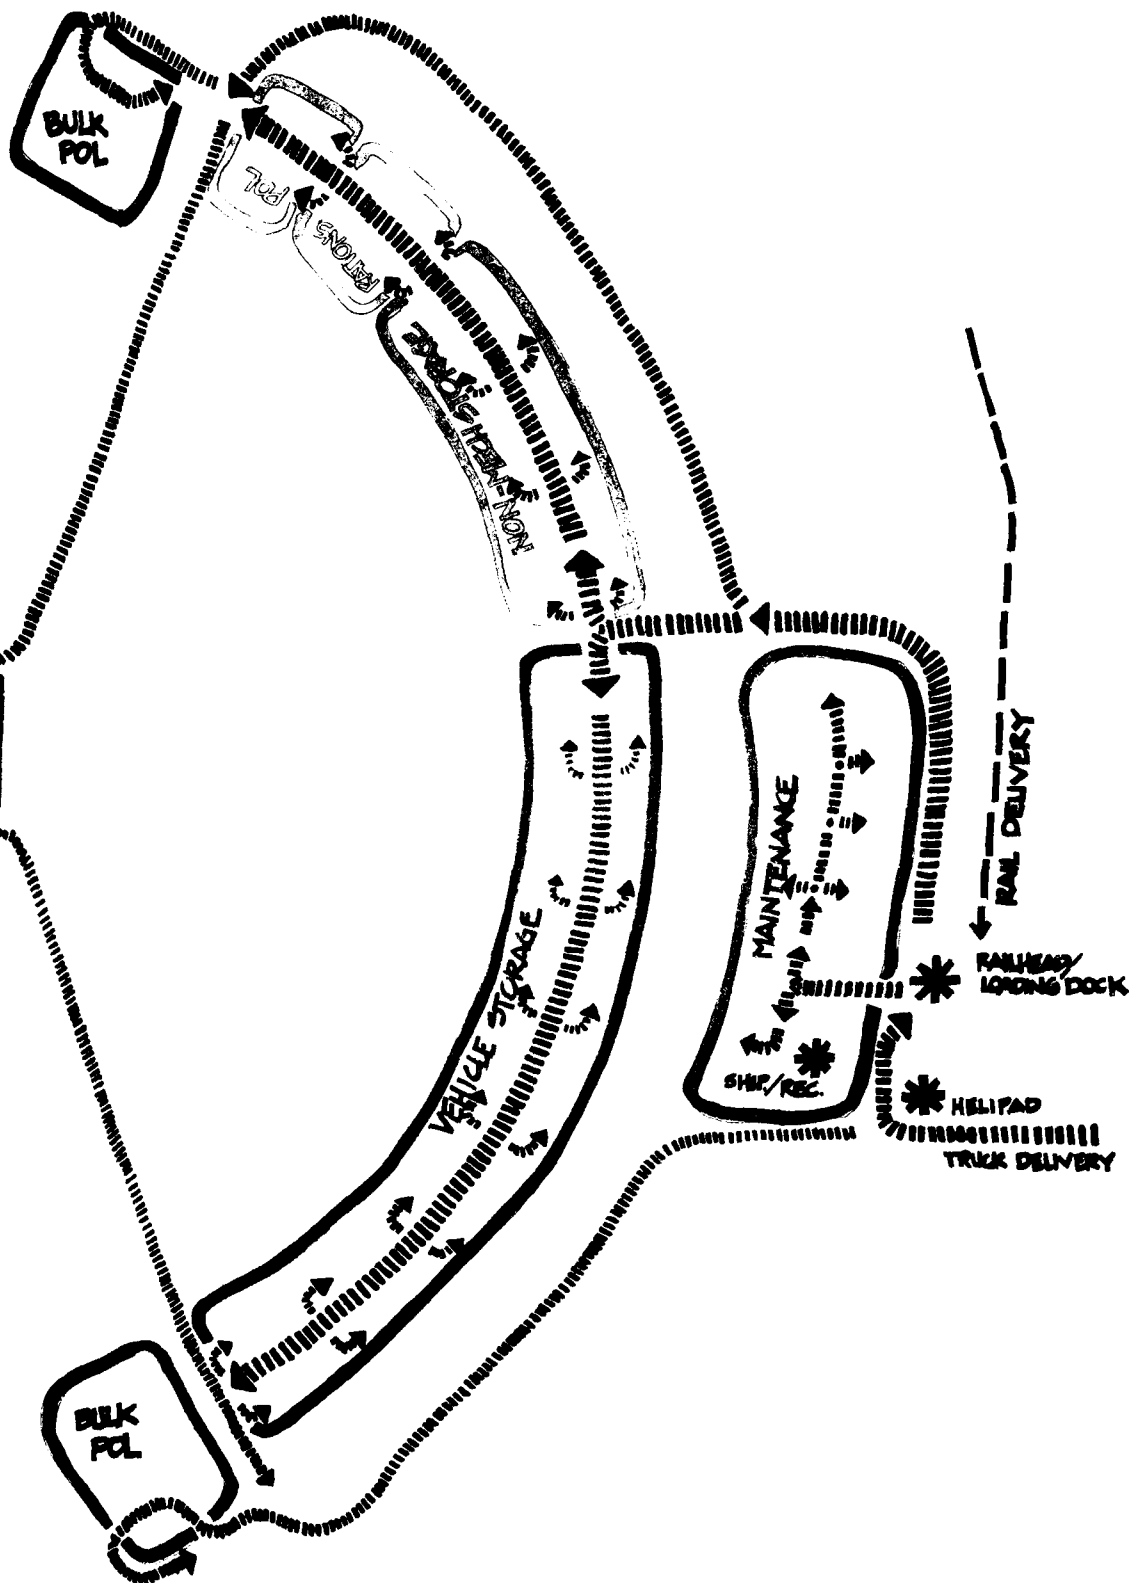 BULK
POL
POL
RATIONS
NON-MECH STORAGE
RAIL DELIVERY
MAINTENANCE
VEHICLE STORAGE
RAILHEAD/
LOADING DOCK
SHIP./REC.
HELIPAD
TRUCK DELIVERY
BULK
POL